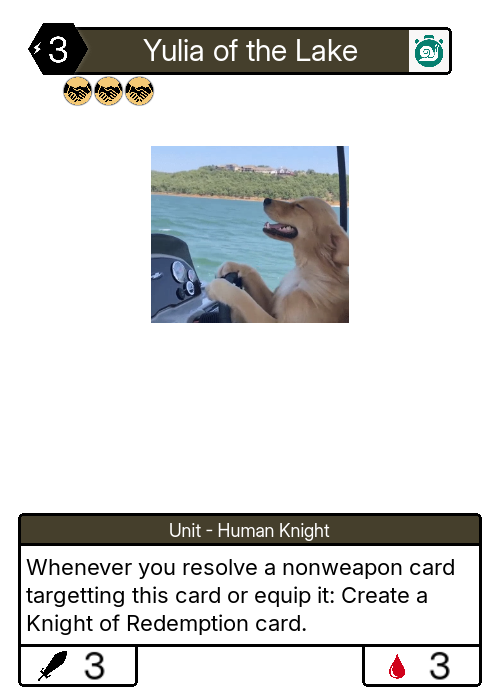 3
Yulia of the Lake
Unit - Human Knight
Whenever you resolve a nonweapon card
targetting this card or equip it: Create a
Knight of Redemption card.
3
3